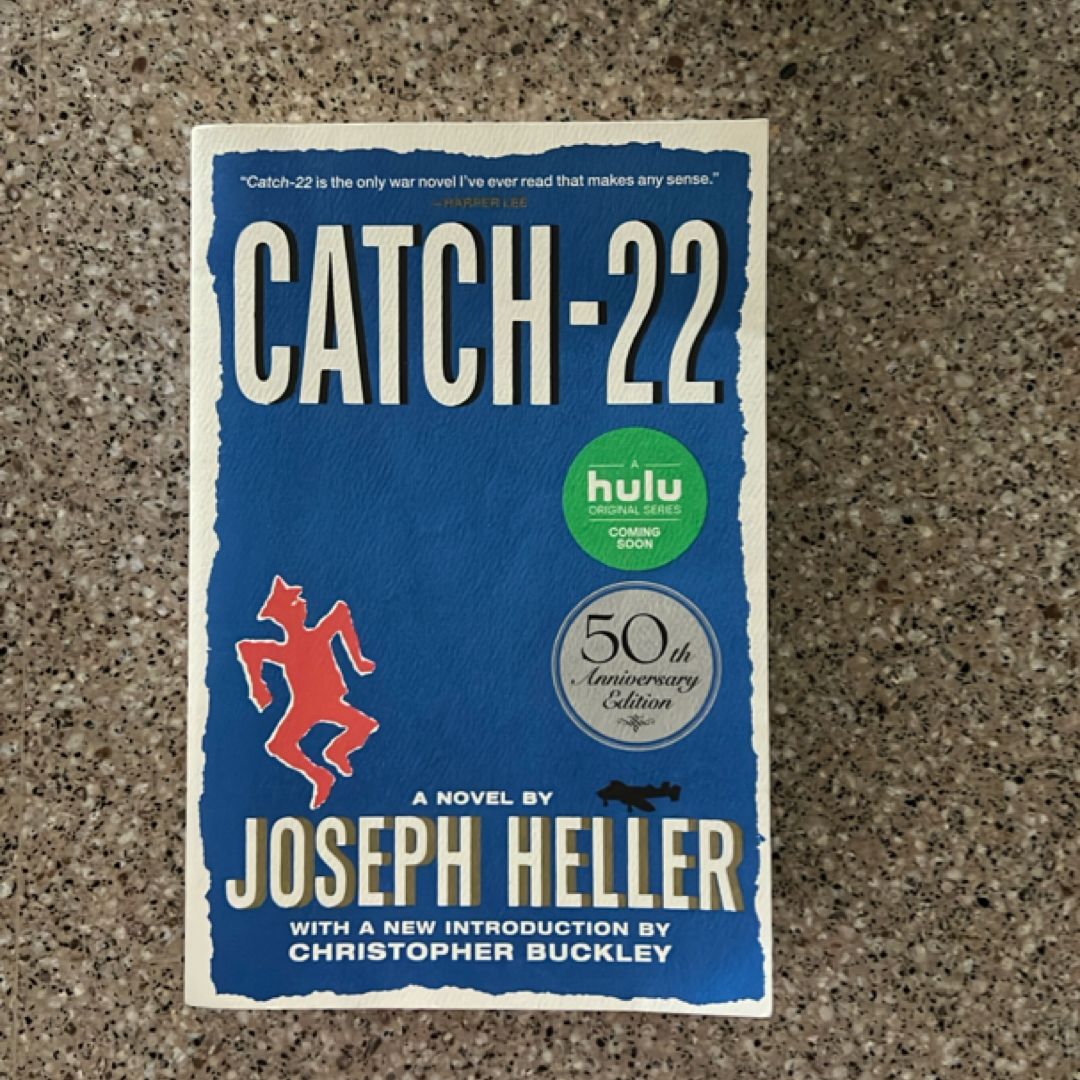 "Catch-22 is the only war novel I've ever read that makes any sense."
—HARPER LEE
CATCH-22
A
hulu
ORIGINAL SERIES
COMING
SOON
50th
Anniversary
Edition
A NOVEL BY
JOSEPH HELLER
WITH A NEW INTRODUCTION BY
CHRISTOPHER BUCKLEY